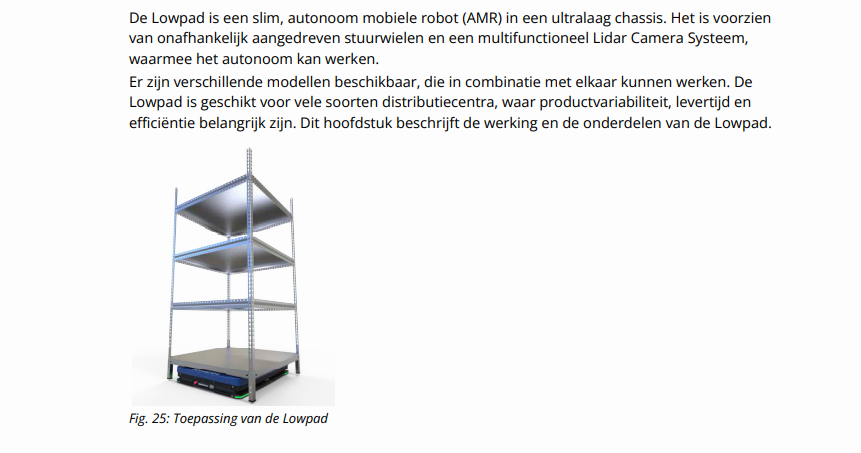 De Lowpad is een slim, autonoom mobiele robot (AMR) in een ultralaag chassis. Het is voorzien
van onafhankelijk aangedreven stuurwielen en een multifunctioneel Lidar Camera Systeem,
waarmee het autonoom kan werken.
Er zijn verschillende modellen beschikbaar, die in combinatie met elkaar kunnen werken. De
Lowpad is geschikt voor vele soorten distributiecentra, waar productvariabiliteit, levertijd en
efficiëntie belangrijk zijn. Dit hoofdstuk beschrijft de werking en de onderdelen van de Lowpad.
Fig. 25: Toepassing van de Lowpad